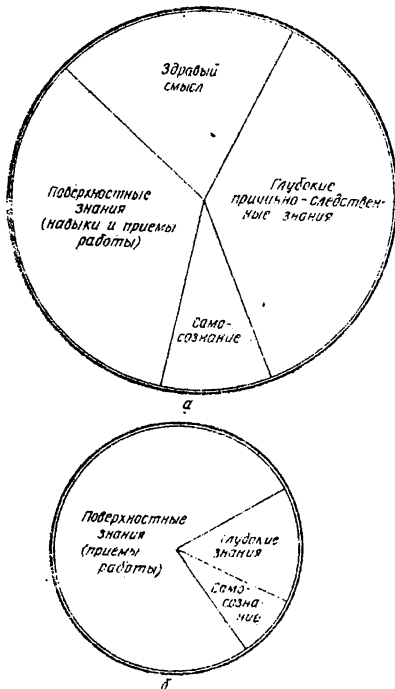 Здравый
смысл
Глубокие
причинно-следствен-
ные знания
Поверхностные
знания
(навыки и приемы
работы)
Само-
сознание
а
Поверхностные
знания
(приемы
работы)
Глубокие
знания
Само-
созна-
ние
б